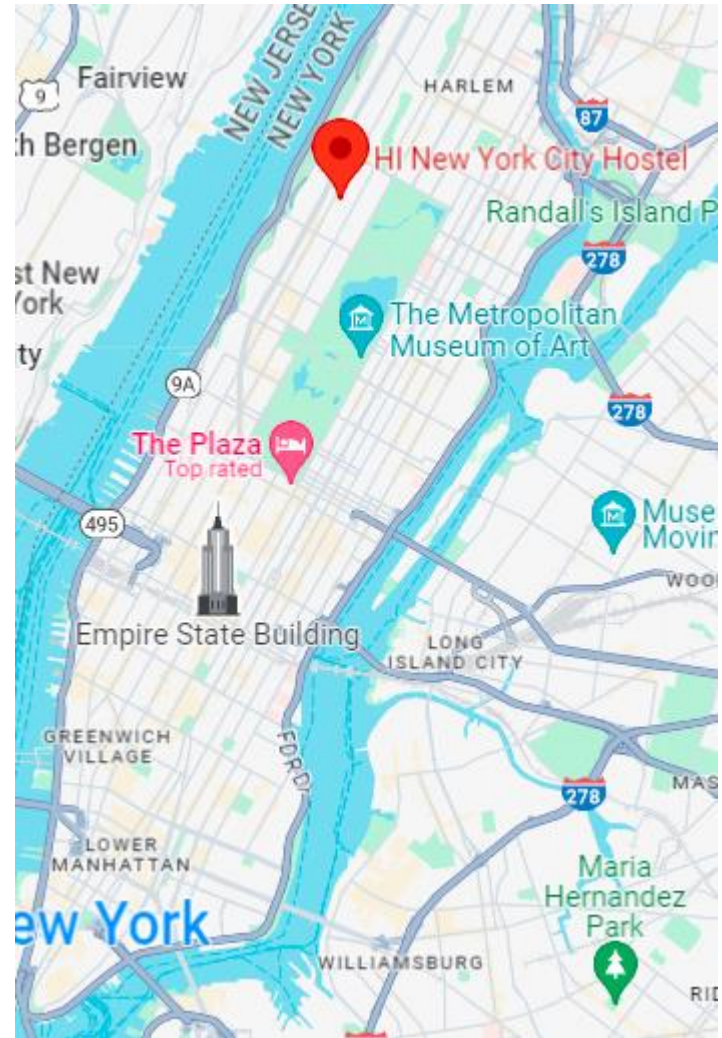 NEW JERSE
NEW YORK
Fairview
9
HARLEM
87
th Bergen
HI New York City Hostel
Randall's Island P
278
st New
York
The Metropolitan
Museum of Art
ty
9A
278
The Plaza
Top rated
495
Muse
Movin
WOO
Empire State Building
LONG
ISLAND CITY
GREENWICH
VILLAGE
FDR D
278
MAS
LOWER
MANHATTAN
Maria
Hernandez
Park
ew York
WILLIAMSBURG
RID